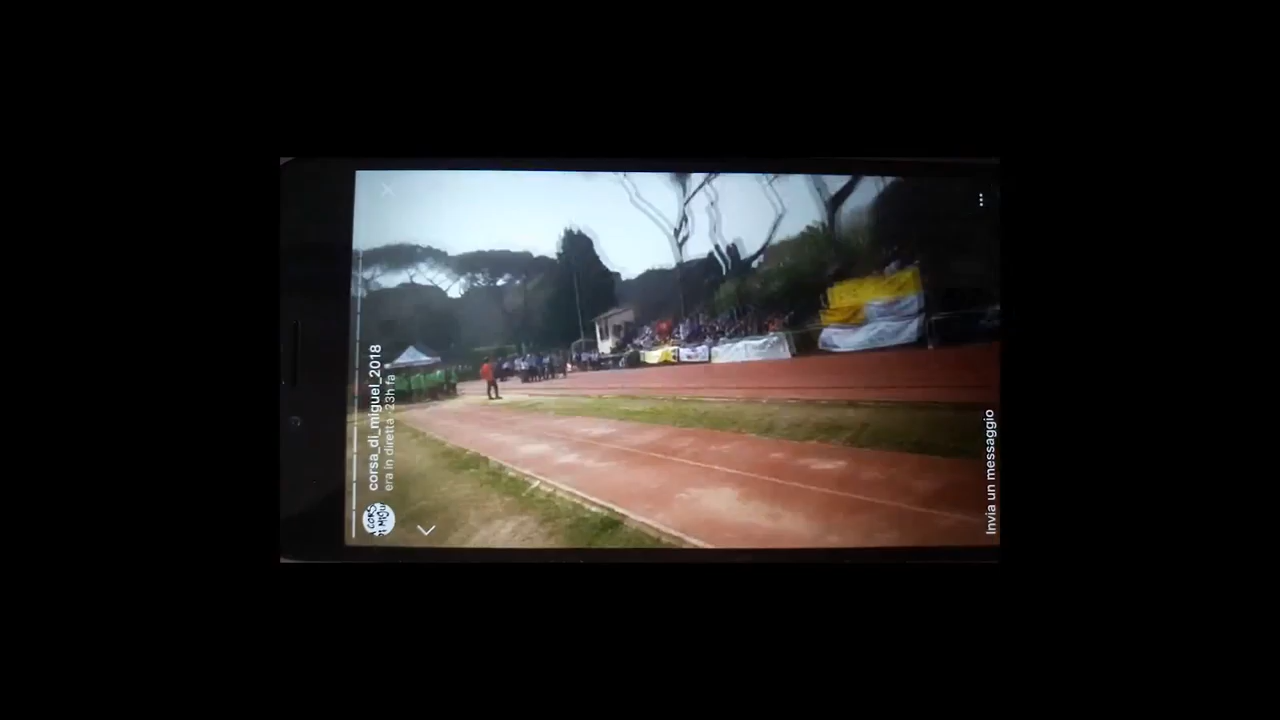 corsa_di_miguel_2018
era in diretta · 23h fa
Invia un messaggio